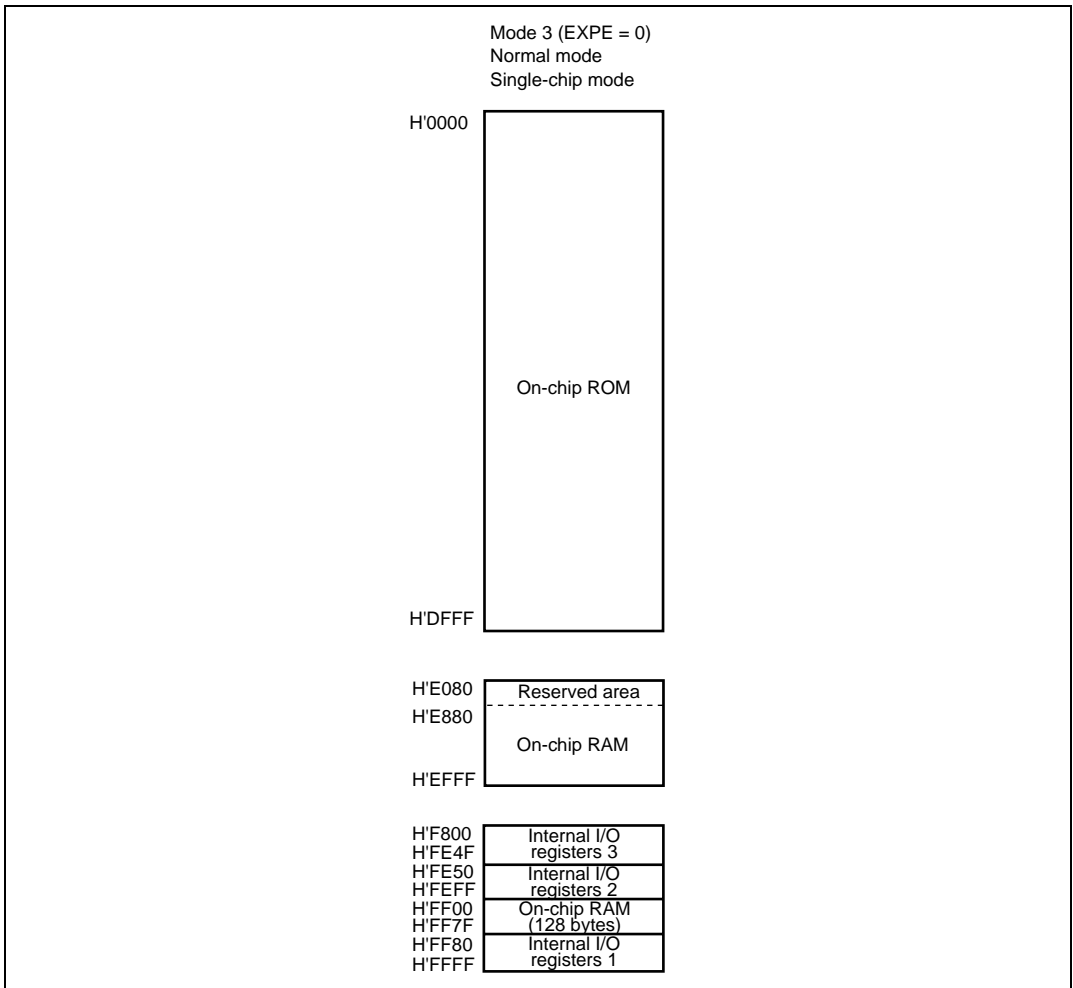 Mode 3 (EXPE = 0)
Normal mode
Single-chip mode
H'0000
On-chip ROM
H'DFFF
H'E080
Reserved area
H'E880
On-chip RAM
H'EFFF
H'F800
Internal I/O
H'FE4F
registers 3
H'FE50
Internal I/O
H'FEFF
registers 2
H'FF00
On-chip RAM
H'FF7F
(128 bytes)
H'FF80
Internal I/O
H'FFFF
registers 1